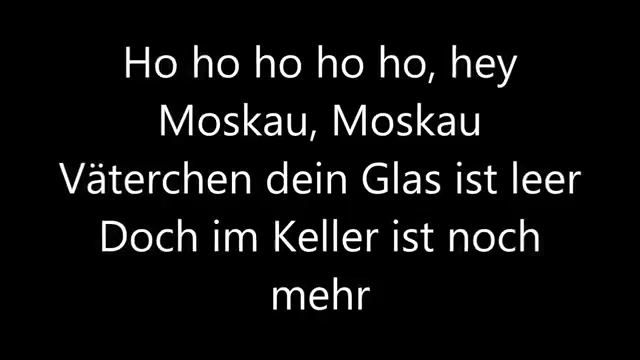 Ho ho ho ho ho, hey
Moskau, Moskau
Väterchen dein Glas ist leer
Doch im Keller ist noch
mehr